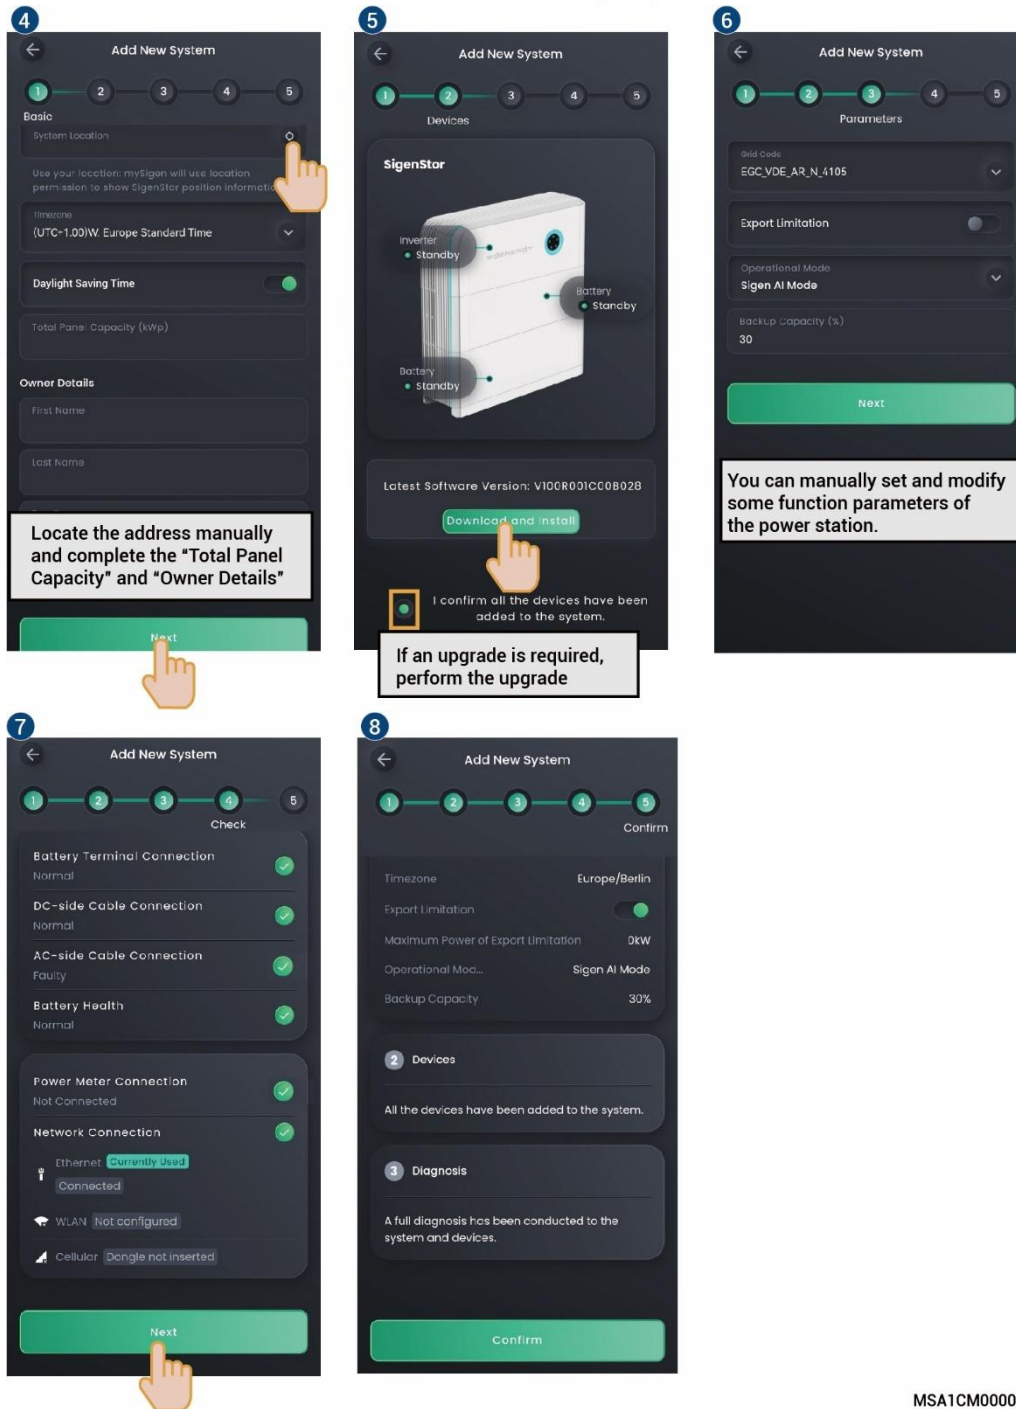 4
Add New System
1 2 3 4 5
Basic
System Location
Use your location: mySigen will use location
permission to show SigenStor position informatio
Timezone
(UTC+1.00)W. Europe Standard Time
Daylight Saving Time
Total Panel Capacity (kWp)
Owner Details
First Name
Last Name
Locate the address manually
and complete the “Total Panel
Capacity” and “Owner Details”
Next
5
Add New System
1 2 3 4 5
Devices
SigenStor
Inverter
Standby
Battery
Standby
Battery
Standby
Latest Software Version: V100R001C00B028
Download and Install
I confirm all the devices have been
added to the system.
If an upgrade is required,
perform the upgrade
6
Add New System
1 2 3 4 5
Parameters
Grid Code
EGC_VDE_AR_N_4105
Export Limitation
Operational Mode
Sigen AI Mode
Backup Capacity (%)
30
Next
You can manually set and modify
some function parameters of
the power station.
7
Add New System
1 2 3 4 5
Check
Battery Terminal Connection
Normal
DC-side Cable Connection
Normal
AC-side Cable Connection
Faulty
Battery Health
Normal
Power Meter Connection
Not Connected
Network Connection
Ethernet Currently Used
Connected
WLAN Not configured
Cellular Dongle not inserted
Next
8
Add New System
1 2 3 4 5
Confirm
Timezone Europe/Berlin
Export Limitation
Maximum Power of Export Limitation 0kW
Operational Mod... Sigen AI Mode
Backup Capacity 30%
2 Devices
All the devices have been added to the system.
3 Diagnosis
A full diagnosis has been conducted to the
system and devices.
Confirm
MSA1CM0000